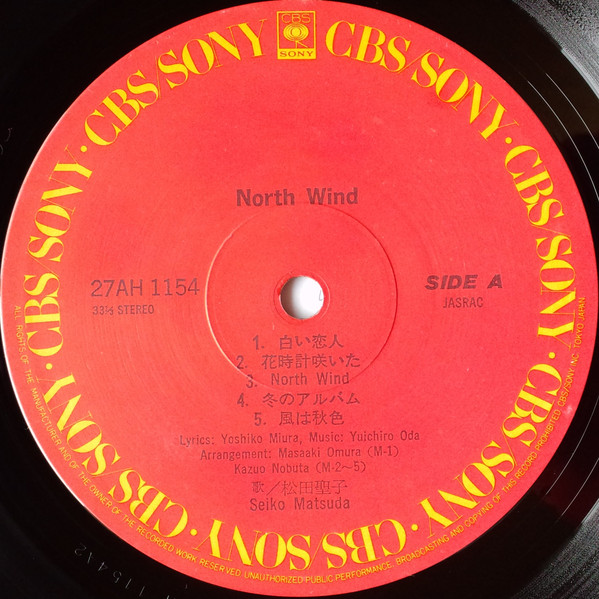 CBS
SONY
CBS/SONY · CBS/SONY · CBS/SONY · CBS/SONY · CBS/SONY · CBS SONY · CBS/SONY ·
North Wind
27AH 1154
33⅓ STEREO
SIDE A
JASRAC
1. 白い恋人
2. 花時計咲いた
3. North Wind
4. 冬のアルバム
5. 風は秋色
Lyrics: Yoshiko Miura, Music: Yuichiro Oda
Arrangement: Masaaki Omura (M-1)
Kazuo Nobuta (M-2~5)
歌/松田聖子
Seiko Matsuda
ALL RIGHTS OF THE MANUFACTURER AND OF THE OWNER OF THE RECORDED WORK RESERVED. UNAUTHORIZED PUBLIC PERFORMANCE, BROADCASTING AND COPYING OF THIS RECORD PROHIBITED. CBS/SONY INC. TOKYO JAPAN.